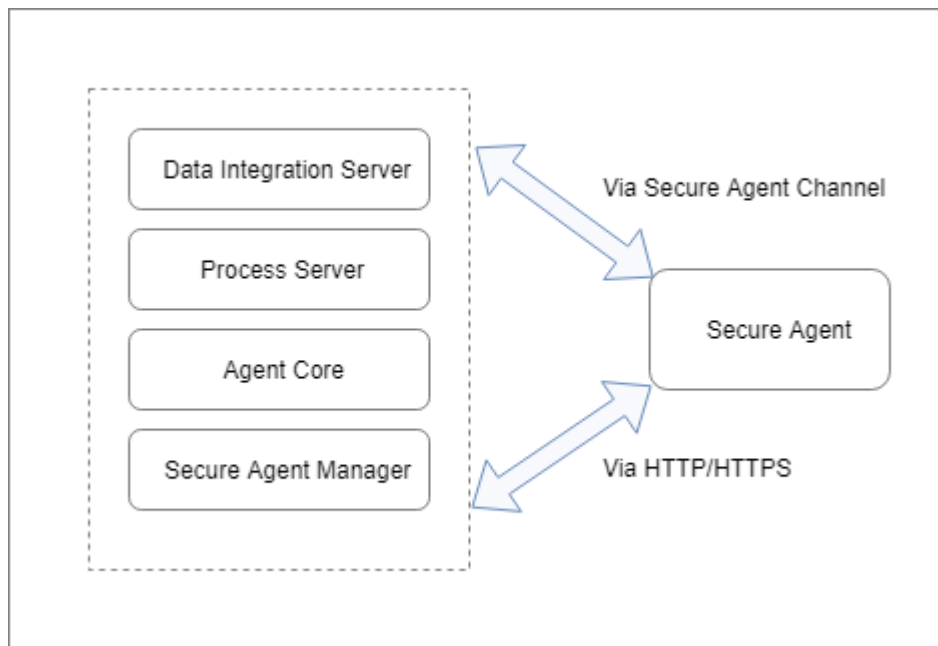 Data Integration Server
Via Secure Agent Channel
Process Server
Secure Agent
Agent Core
Secure Agent Manager
Via HTTP/HTTPS